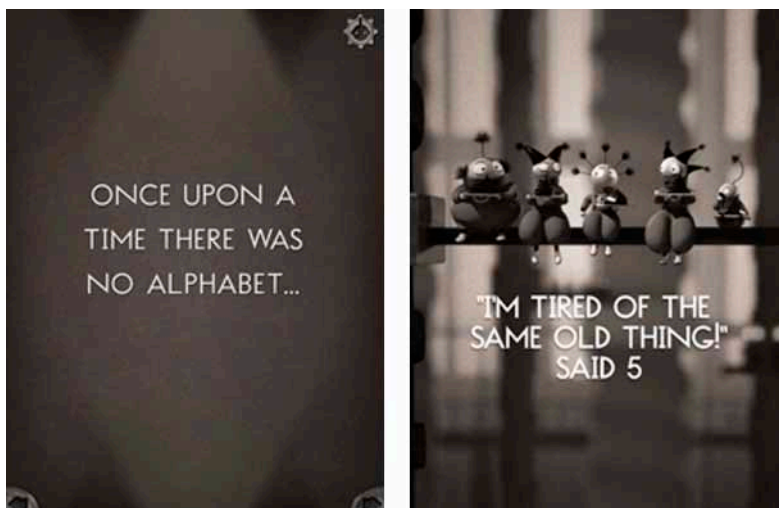 ONCE UPON A
TIME THERE WAS
NO ALPHABET...
"I'M TIRED OF THE
SAME OLD THING!"
SAID 5